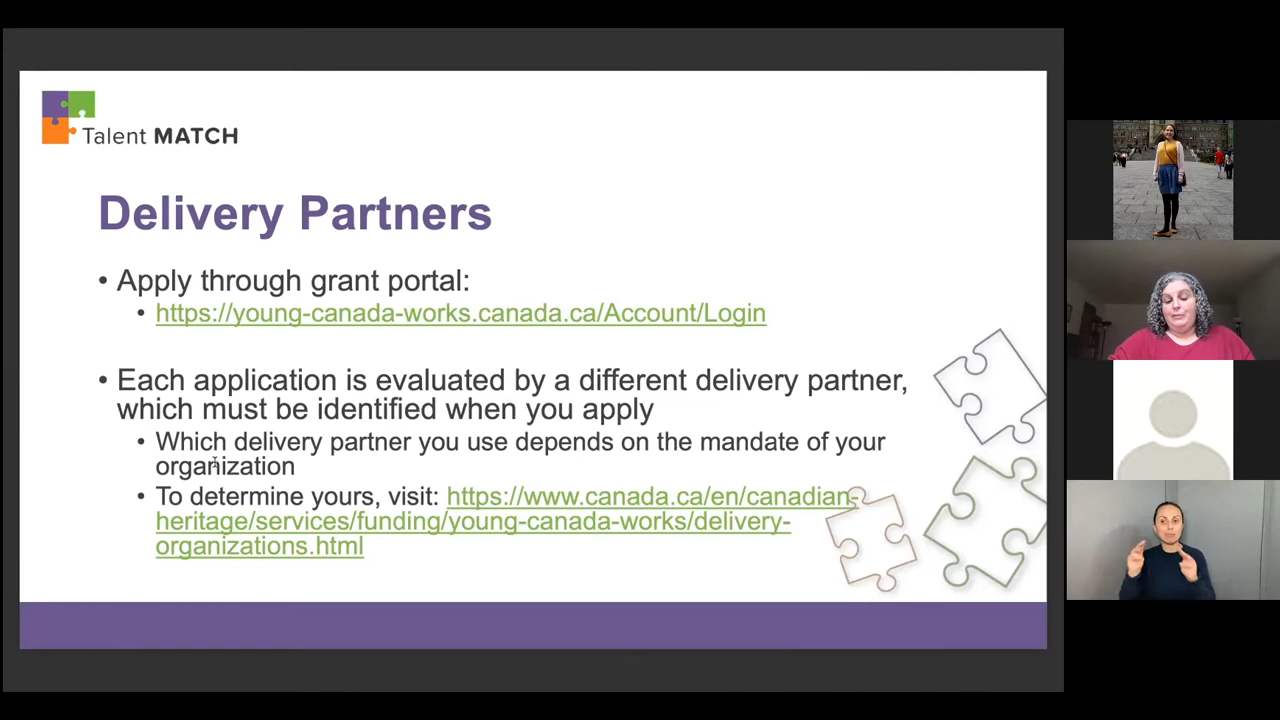 Talent MATCH
Delivery Partners
• Apply through grant portal:
• https://young-canada-works.canada.ca/Account/Login
• Each application is evaluated by a different delivery partner,
which must be identified when you apply
• Which delivery partner you use depends on the mandate of your
organization
• To determine yours, visit: https://www.canada.ca/en/canadian-
heritage/services/funding/young-canada-works/delivery-
organizations.html